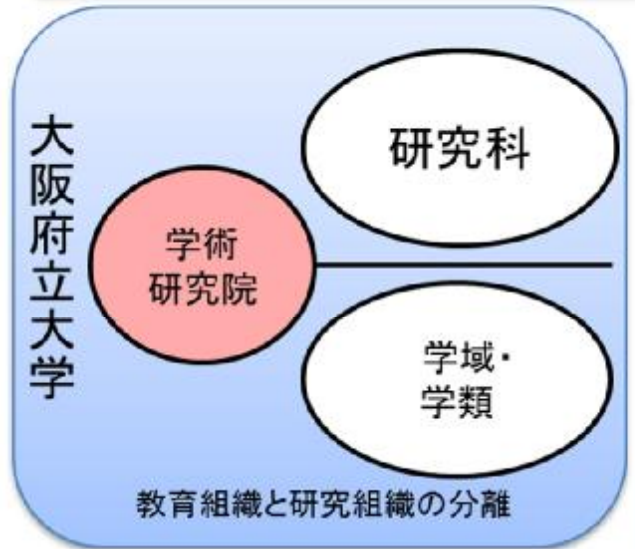 大阪府立大学
研究科
学術
研究院
学域・
学類
教育組織と研究組織の分離